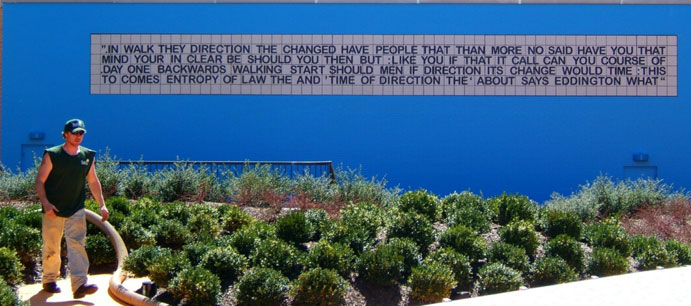 ".IN WALK THEY DIRECTION THE CHANGED HAVE PEOPLE THAT THAN MORE NO SAID HAVE YOU THAT
MIND YOUR IN CLEAR BE SHOULD YOU THEN BUT :LIKE YOU IF THAT IT CALL CAN YOU COURSE OF
.DAY ONE BACKWARDS WALKING START SHOULD MEN IF DIRECTION ITS CHANGE WOULD TIME :THIS
TO COMES ENTROPY OF LAW THE AND 'TIME OF DIRECTION THE' ABOUT SAYS EDDINGTON WHAT"